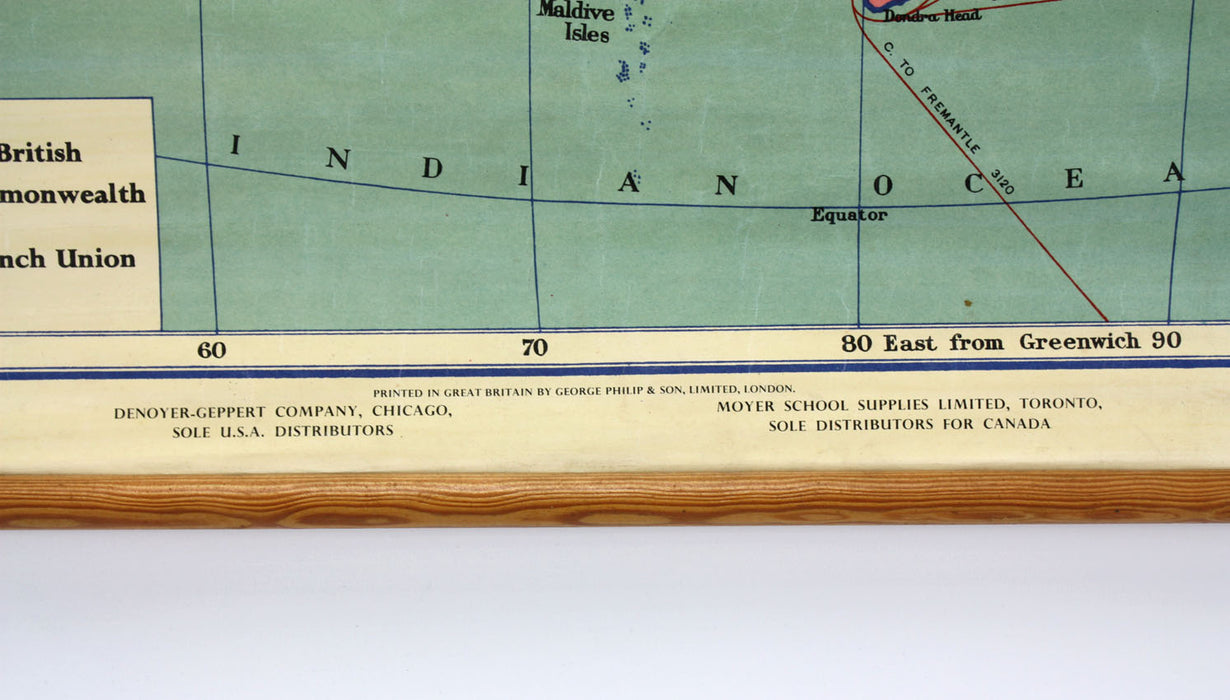 Maldive
Isles
Dondra Head
C. TO FREMANTLE 3120
British
monwealth
nch Union
INDIAN OCEA
Equator
60 70 80 East from Greenwich 90
PRINTED IN GREAT BRITAIN BY GEORGE PHILIP & SON, LIMITED, LONDON.
DENOYER-GEPPERT COMPANY, CHICAGO,
SOLE U.S.A. DISTRIBUTORS
MOYER SCHOOL SUPPLIES LIMITED, TORONTO,
SOLE DISTRIBUTORS FOR CANADA